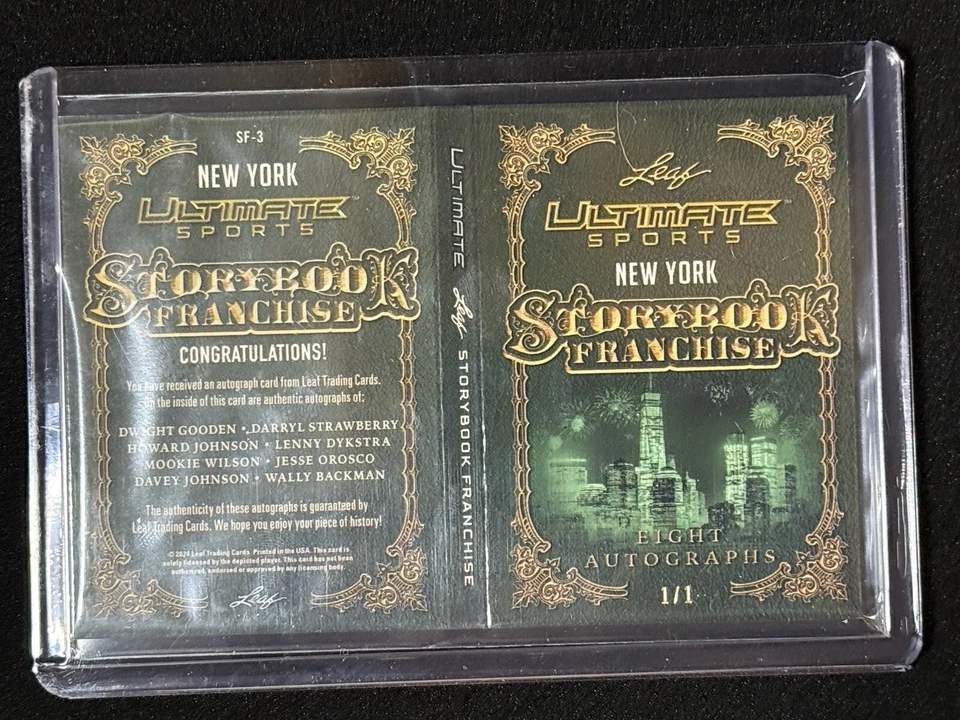 SF-3
NEW YORK
ULTIMATE™
SPORTS
STORYBOOK
FRANCHISE
CONGRATULATIONS!
You have received an autograph card from Leaf Trading Cards.
On the inside of this card are authentic autographs of:
DWIGHT GOODEN • DARRYL STRAWBERRY
HOWARD JOHNSON • LENNY DYKSTRA
MOOKIE WILSON • JESSE OROSCO
DAVEY JOHNSON • WALLY BACKMAN
The authenticity of these autographs is guaranteed by
Leaf Trading Cards. We hope you enjoy your piece of history!
© 2024 Leaf Trading Cards. Printed in the USA. This card is
solely licensed by the depicted player. This card has not been
authorized, endorsed or approved by any licensing body.
Leaf
ULTIMATE Leaf STORYBOOK FRANCHISE
Leaf
ULTIMATE™
SPORTS
NEW YORK
STORYBOOK
FRANCHISE
EIGHT
AUTOGRAPHS
1/1